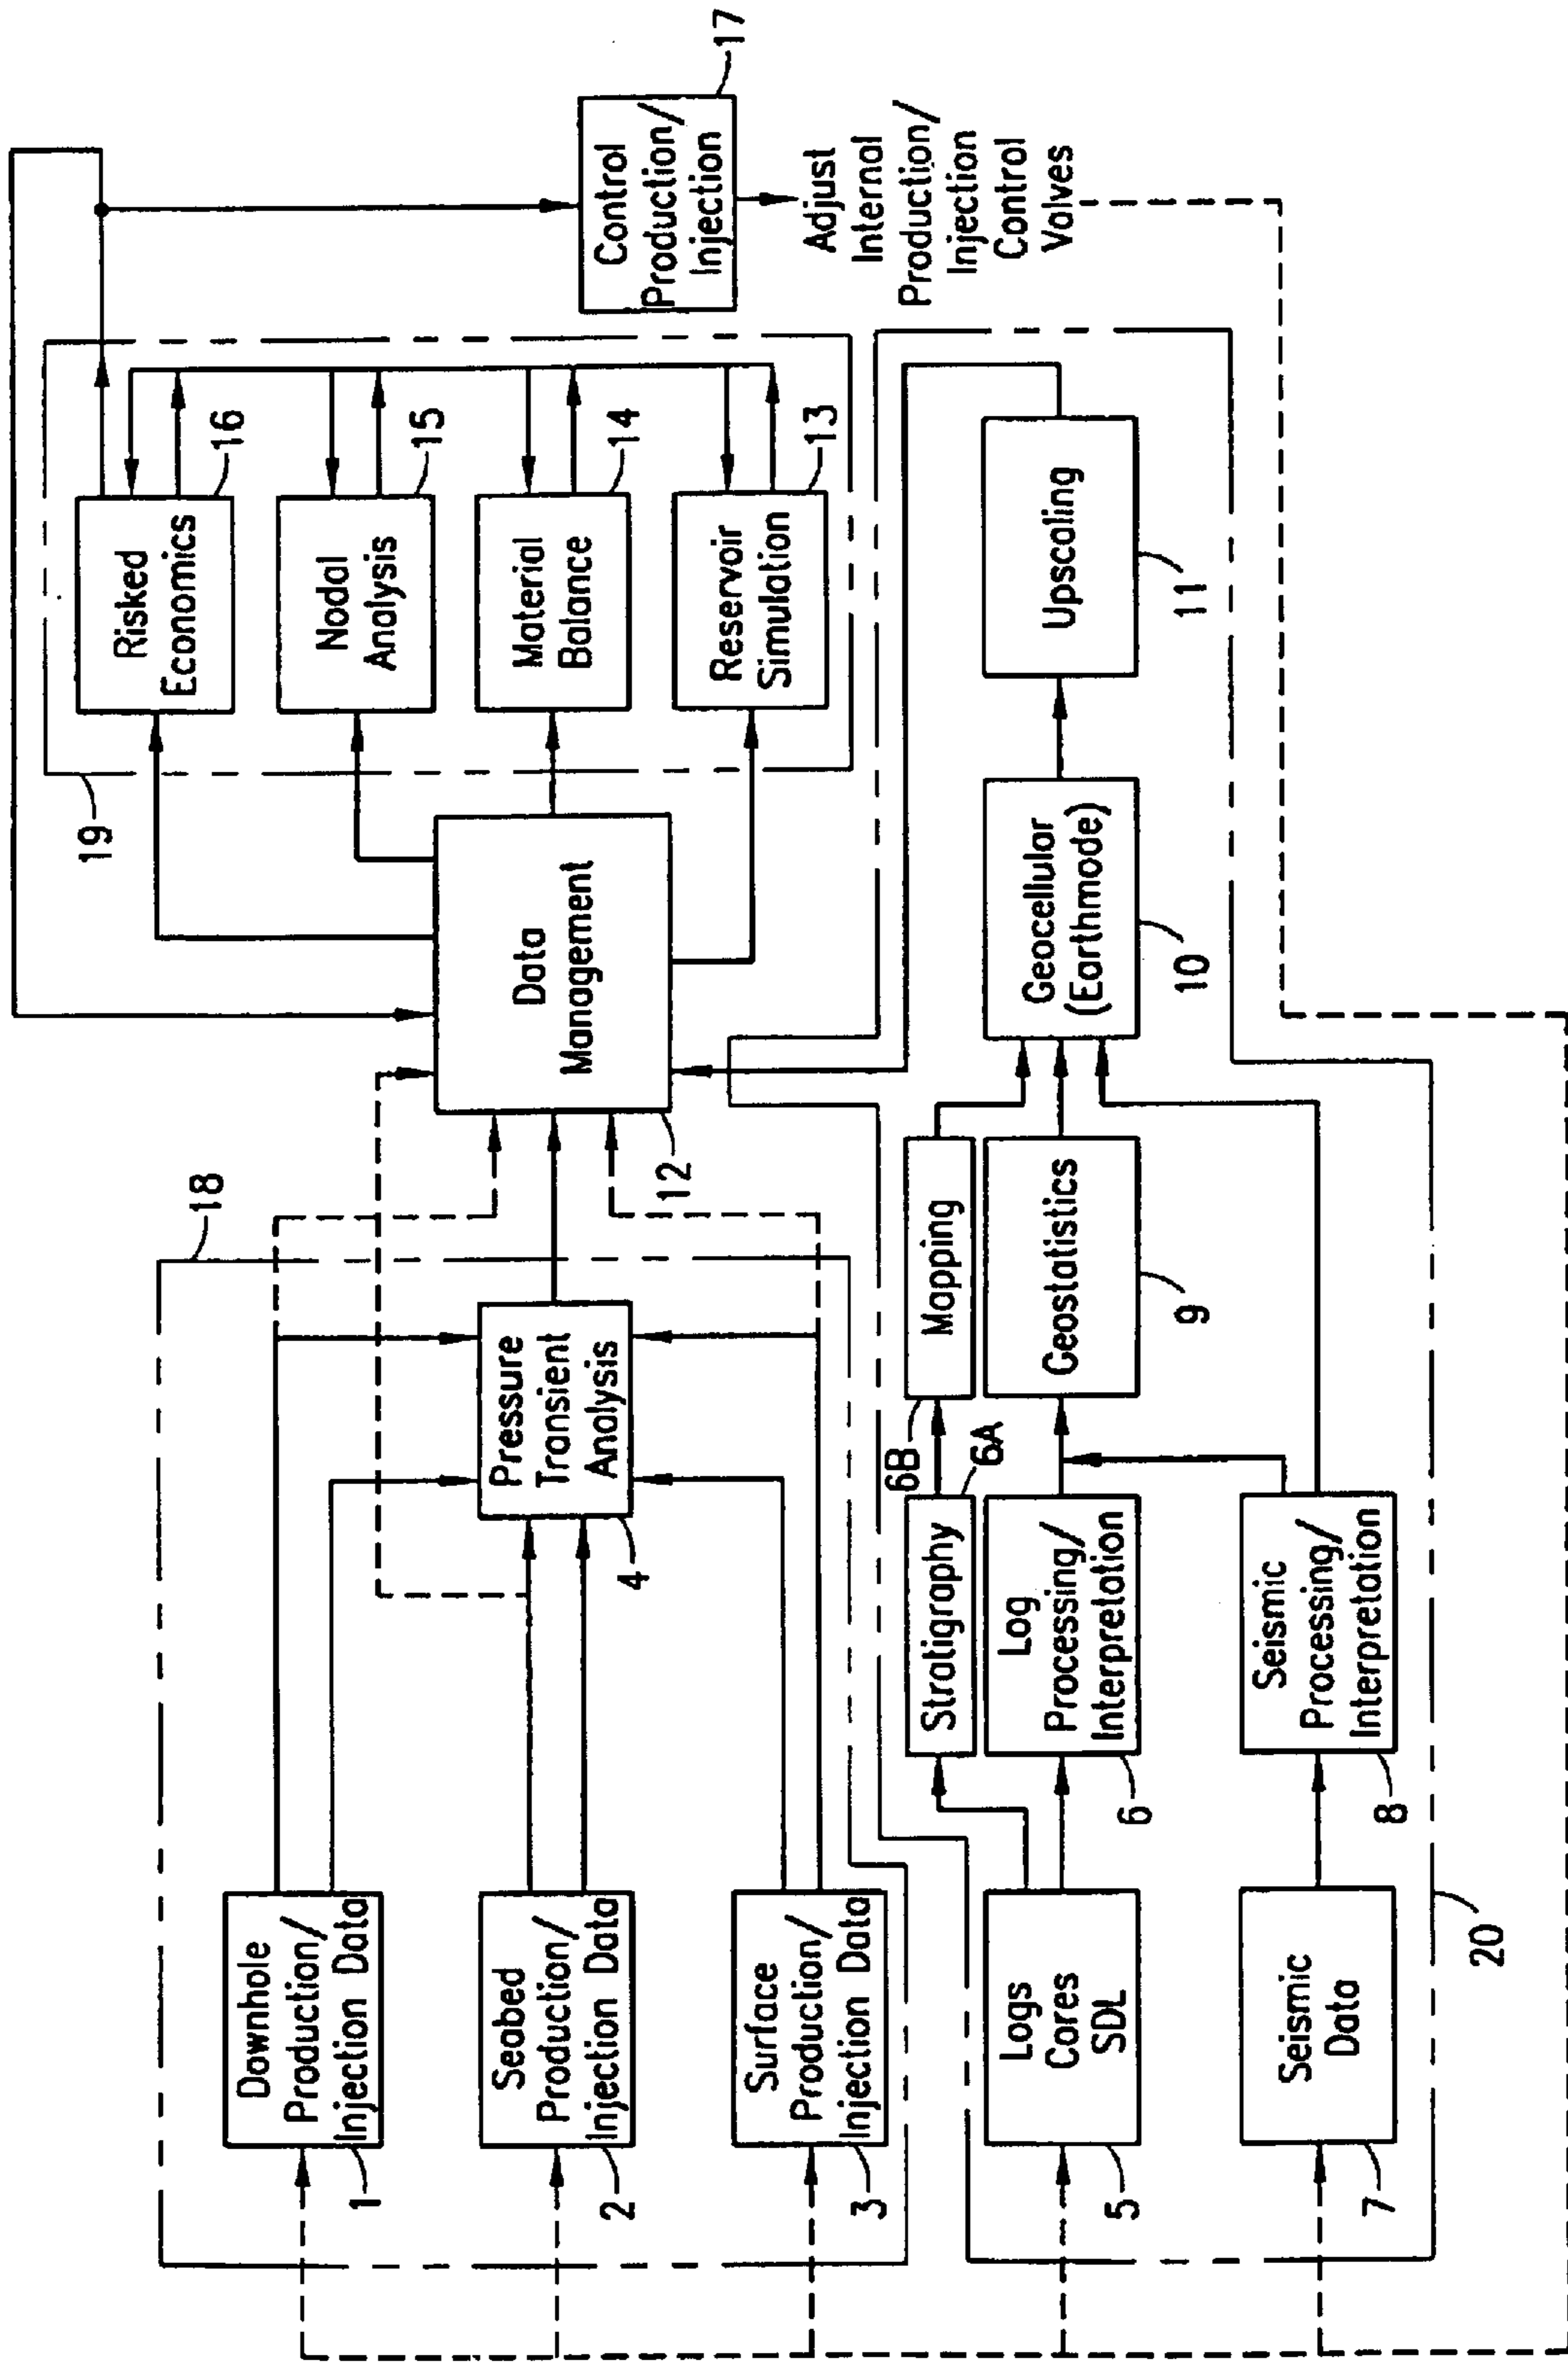 Downhole
Production/
Injection Data
1
Seabed
Production/
Injection Data
2
Surface
Production/
Injection Data
3
Pressure
Transient
Analysis
4
18
Data
Management
12
19
Risked
Economics
16
Nodal
Analysis
15
Material
Balance
14
Reservoir
Simulation
13
Control
Production/
Injection
17
Adjust
Internal
Production/
Injection
Control
Valves
Logs
Cores
SDL
5
Stratigraphy
6A
Mapping
6B
Log
Processing/
Interpretation
6
Geostatistics
9
Geocellular
(Earthmode)
10
Upscaling
11
Seismic
Data
7
Seismic
Processing/
Interpretation
8
20